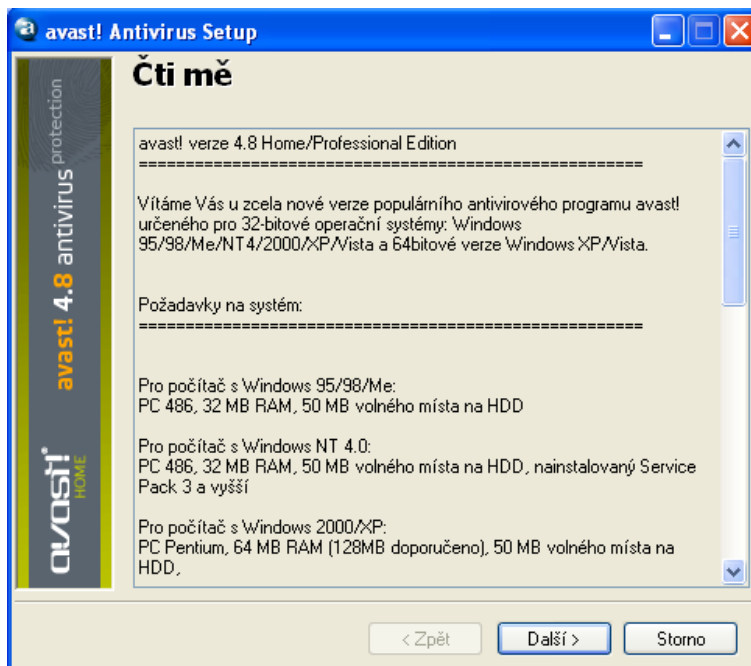 avast! Antivirus Setup
Čti mě
avast! 4.8 antivirus protection
avast!
HOME
avast! verze 4.8 Home/Professional Edition
======================================================
Vítáme Vás u zcela nové verze populárního antivirového programu avast!
určeného pro 32-bitové operační systémy: Windows
95/98/Me/NT4/2000/XP/Vista a 64bitové verze Windows XP/Vista.
Požadavky na systém:
======================================================
Pro počítač s Windows 95/98/Me:
PC 486, 32 MB RAM, 50 MB volného místa na HDD
Pro počítač s Windows NT 4.0:
PC 486, 32 MB RAM, 50 MB volného místa na HDD, nainstalovaný Service
Pack 3 a vyšší
Pro počítač s Windows 2000/XP:
PC Pentium, 64 MB RAM (128MB doporučeno), 50 MB volného místa na
HDD,
< Zpět
Další >
Storno